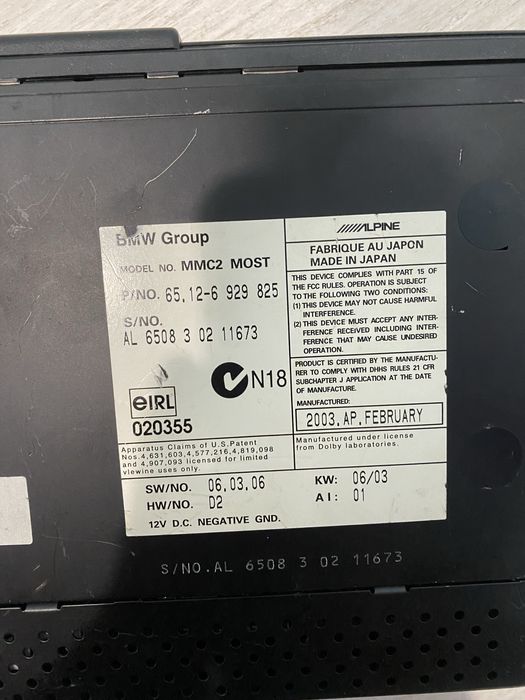 BMW Group
MODEL NO. MMC2 MOST
P/NO. 65.12-6 929 825
S/NO.
AL 6508 3 02 11673
N18
eIRL
020355
Apparatus Claims of U.S.Patent
Nos.4,631,603,4,577,216,4,819,098
and 4,907,093 licensed for limited
viewing uses only.
ALPINE
FABRIQUE AU JAPON
MADE IN JAPAN
THIS DEVICE COMPLIES WITH PART 15 OF
THE FCC RULES. OPERATION IS SUBJECT
TO THE FOLLOWING TWO CONDITIONS:
(1) THIS DEVICE MAY NOT CAUSE HARMFUL
INTERFERENCE.
(2) THIS DEVICE MUST ACCEPT ANY INTER-
FERENCE RECEIVED INCLUDING INTER-
FERENCE THAT MAY CAUSE UNDESIRED
OPERATION.
PRODUCT IS CERTIFIED BY THE MANUFACTU-
RER TO COMPLY WITH DHHS RULES 21 CFR
SUBCHAPTER J APPLICATION AT THE DATE
OF MANUFACTURE.
MANUFACTURED:
2003.AP.FEBRUARY
Manufactured under license
from Dolby laboratories.
SW/NO. 06.03.06 KW: 06/03
HW/NO. D2 AI: 01
12V D.C. NEGATIVE GND.
S/NO.AL 6508 3 02 11673